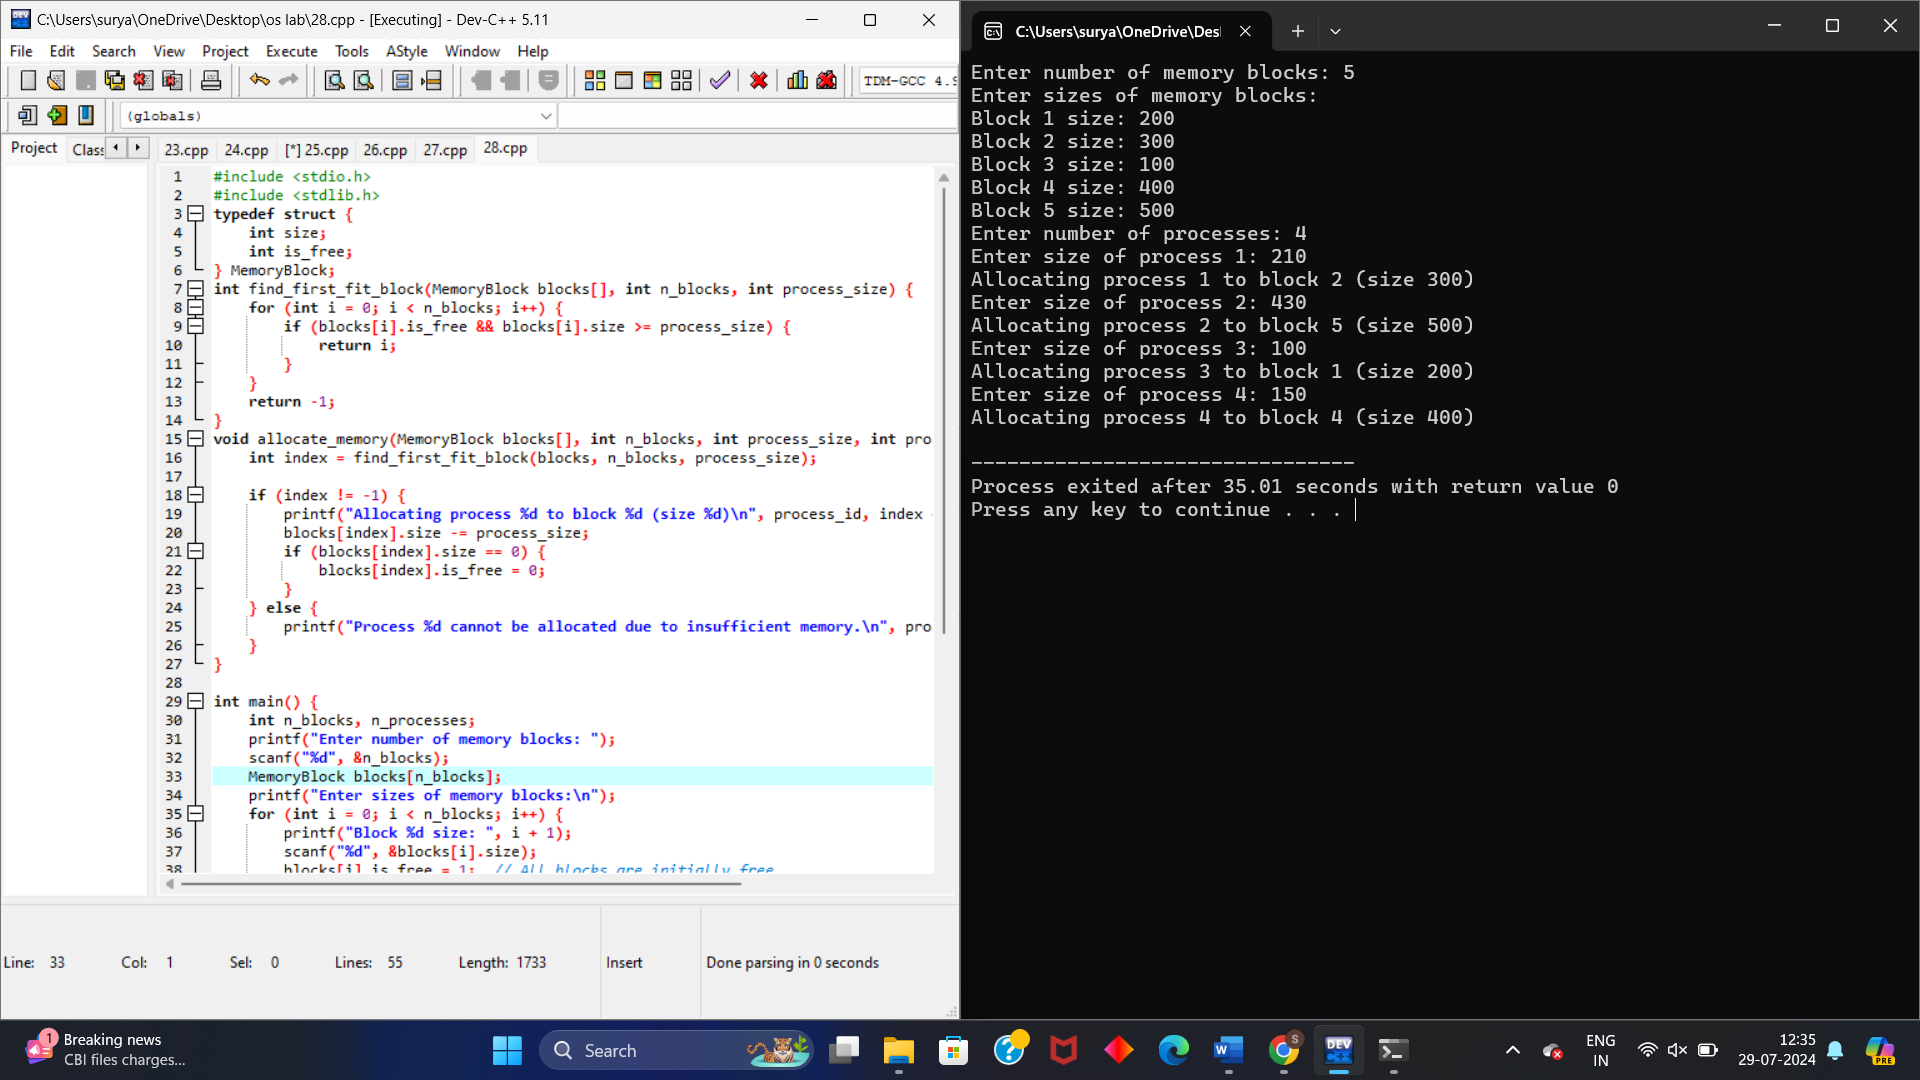 C:\Users\surya\OneDrive\Desktop\os lab\28.cpp - [Executing] - Dev-C++ 5.11
File Edit Search View Project Execute Tools AStyle Window Help
TDM-GCC 4.9
(globals)
Project Class
23.cpp 24.cpp [*] 25.cpp 26.cpp 27.cpp 28.cpp
1 #include <stdio.h>
2 #include <stdlib.h>
3 typedef struct {
4 int size;
5 int is_free;
6 } MemoryBlock;
7 int find_first_fit_block(MemoryBlock blocks[], int n_blocks, int process_size) {
8 for (int i = 0; i < n_blocks; i++) {
9 if (blocks[i].is_free && blocks[i].size >= process_size) {
10 return i;
11 }
12 }
13 return -1;
14 }
15 void allocate_memory(MemoryBlock blocks[], int n_blocks, int process_size, int pro
16 int index = find_first_fit_block(blocks, n_blocks, process_size);
17
18 if (index != -1) {
19 printf("Allocating process %d to block %d (size %d)\n", process_id, index
20 blocks[index].size -= process_size;
21 if (blocks[index].size == 0) {
22 blocks[index].is_free = 0;
23 }
24 } else {
25 printf("Process %d cannot be allocated due to insufficient memory.\n", pro
26 }
27 }
28
29 int main() {
30 int n_blocks, n_processes;
31 printf("Enter number of memory blocks: ");
32 scanf("%d", &n_blocks);
33 MemoryBlock blocks[n_blocks];
34 printf("Enter sizes of memory blocks:\n");
35 for (int i = 0; i < n_blocks; i++) {
36 printf("Block %d size: ", i + 1);
37 scanf("%d", &blocks[i].size);
38 blocks[i].is_free = 1; // All blocks are initially free
Line: 33 Col: 1 Sel: 0 Lines: 55 Length: 1733 Insert Done parsing in 0 seconds
C:\Users\surya\OneDrive\Des
Enter number of memory blocks: 5
Enter sizes of memory blocks:
Block 1 size: 200
Block 2 size: 300
Block 3 size: 100
Block 4 size: 400
Block 5 size: 500
Enter number of processes: 4
Enter size of process 1: 210
Allocating process 1 to block 2 (size 300)
Enter size of process 2: 430
Allocating process 2 to block 5 (size 500)
Enter size of process 3: 100
Allocating process 3 to block 1 (size 200)
Enter size of process 4: 150
Allocating process 4 to block 4 (size 400)
--------------------------------
Process exited after 35.01 seconds with return value 0
Press any key to continue . . .
1
Breaking news
CBI files charges...
Search
S
DEV
C++
PRE
ENG
IN
12:35
29-07-2024